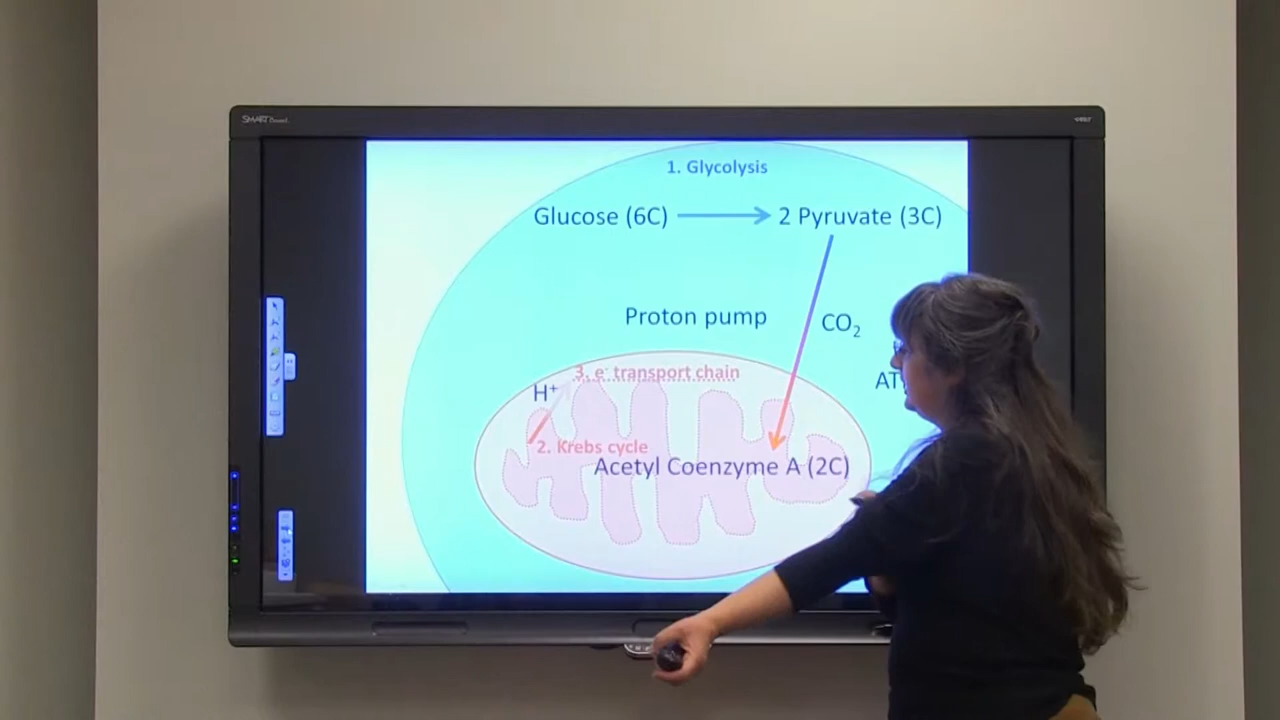 SMART Board
1. Glycolysis
Glucose (6C) → 2 Pyruvate (3C)
Proton pump
CO₂
3. e⁻ transport chain
H⁺
2. Krebs cycle
Acetyl Coenzyme A (2C)